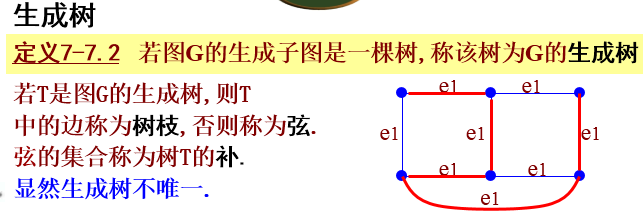 生成树
定义7-7.2 若图G的生成子图是一棵树,称该树为G的生成树
若T是图G的生成树,则T
中的边称为树枝,否则称为弦.
弦的集合称为树T的补.
显然生成树不唯一.
e1 e1
e1 e1 e1
e1 e1
e1